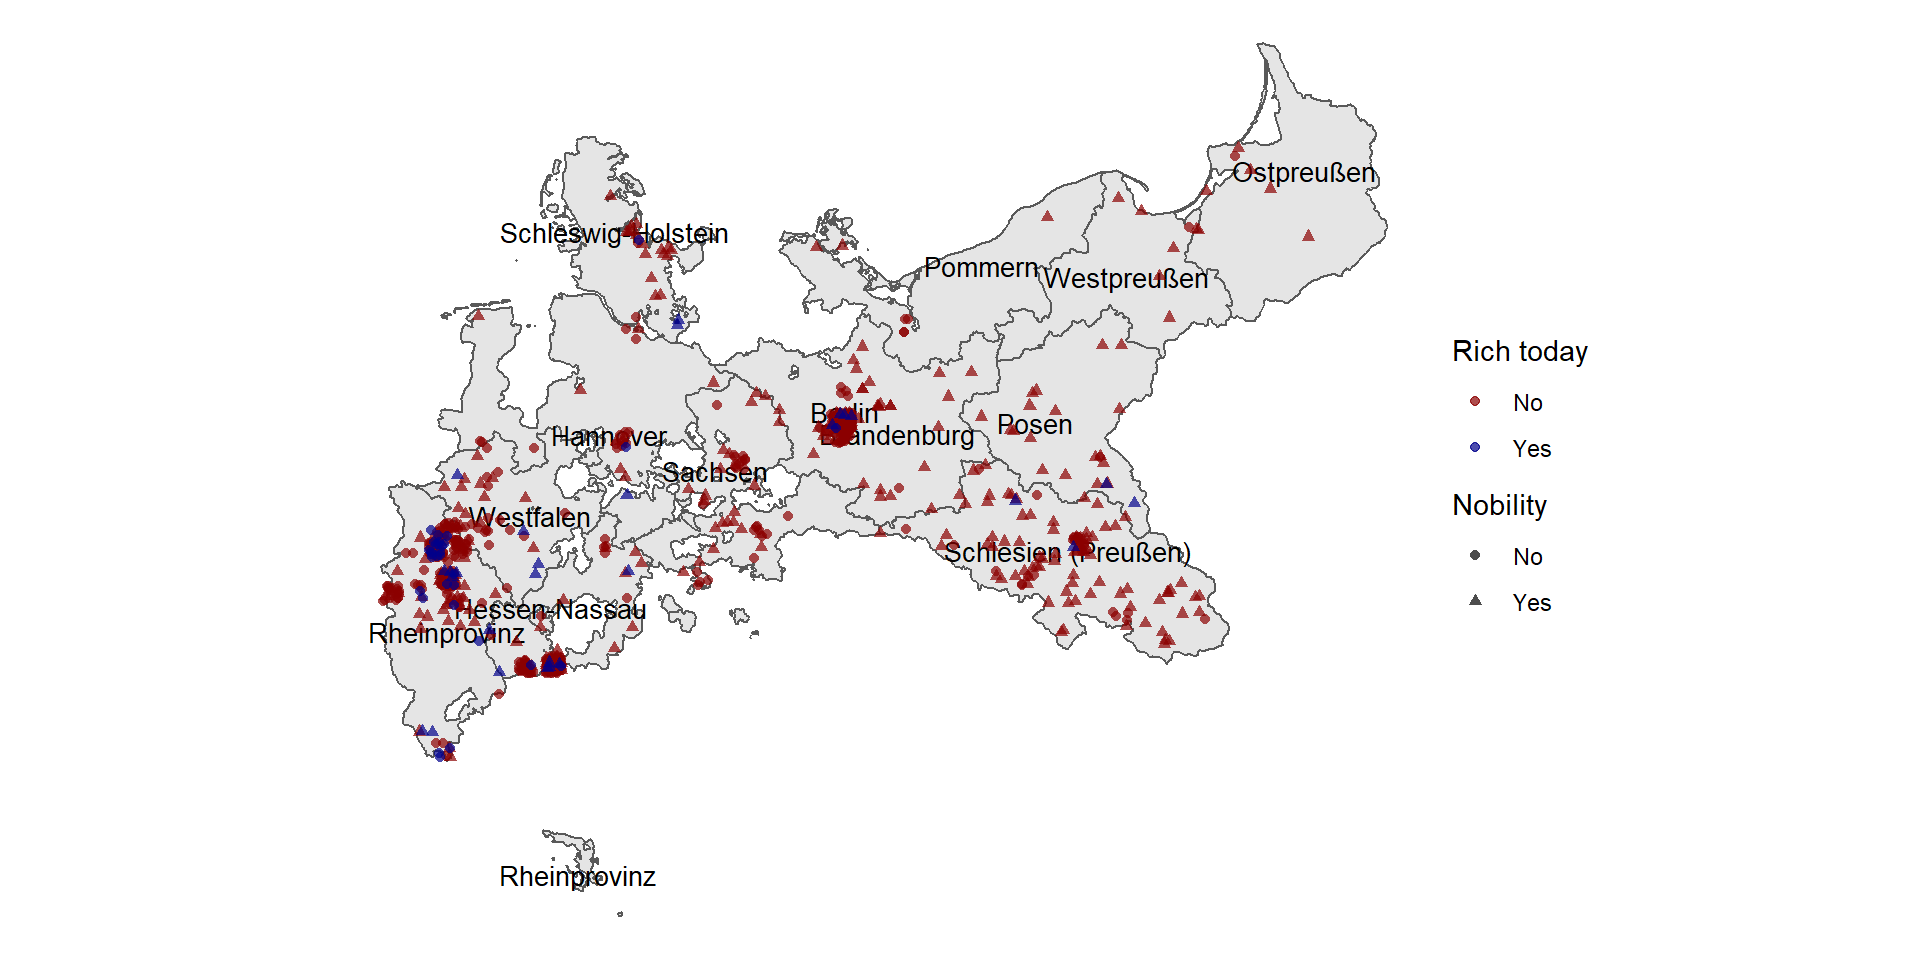 Ostpreußen
Schleswig-Holstein
Pommern
Westpreußen
Berlin
Posen
Hannover
Brandenburg
Sachsen
Westfalen
Schlesien (Preußen)
Hessen-Nassau
Rheinprovinz
Rheinprovinz
Rich today
No
Yes
Nobility
No
Yes